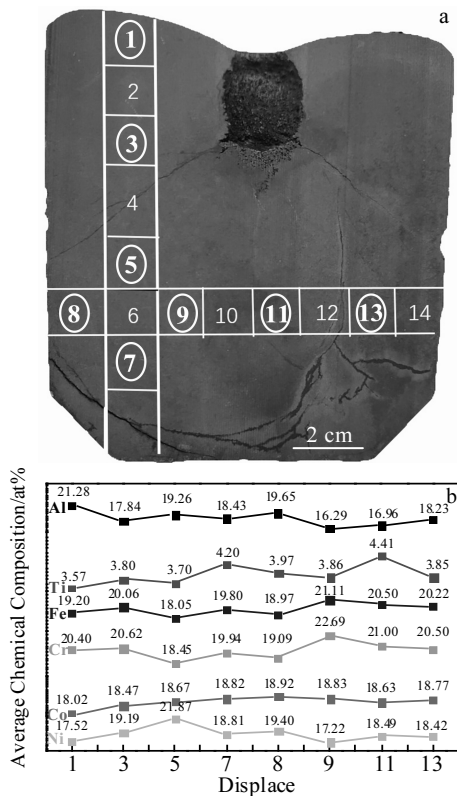 a
1
2
3
4
5
8 6 9 10 11 12 13 14
7
2 cm
b
Average Chemical Composition/at%
21.28 17.84 19.26 18.43 19.65 16.29 16.96 18.23
Al
3.57 3.80 3.70 4.20 3.97 3.86 4.41 3.85
Ti
19.20 20.06 18.05 19.80 18.97 21.11 20.50 20.22
Fe
20.40 20.62 18.45 19.94 19.09 22.69 21.00 20.50
Cr
18.02 18.47 18.67 18.82 18.92 18.83 18.63 18.77
Co
17.52 19.19 21.87 18.81 19.40 17.22 18.49 18.42
Ni
1 3 5 7 8 9 11 13
Displace